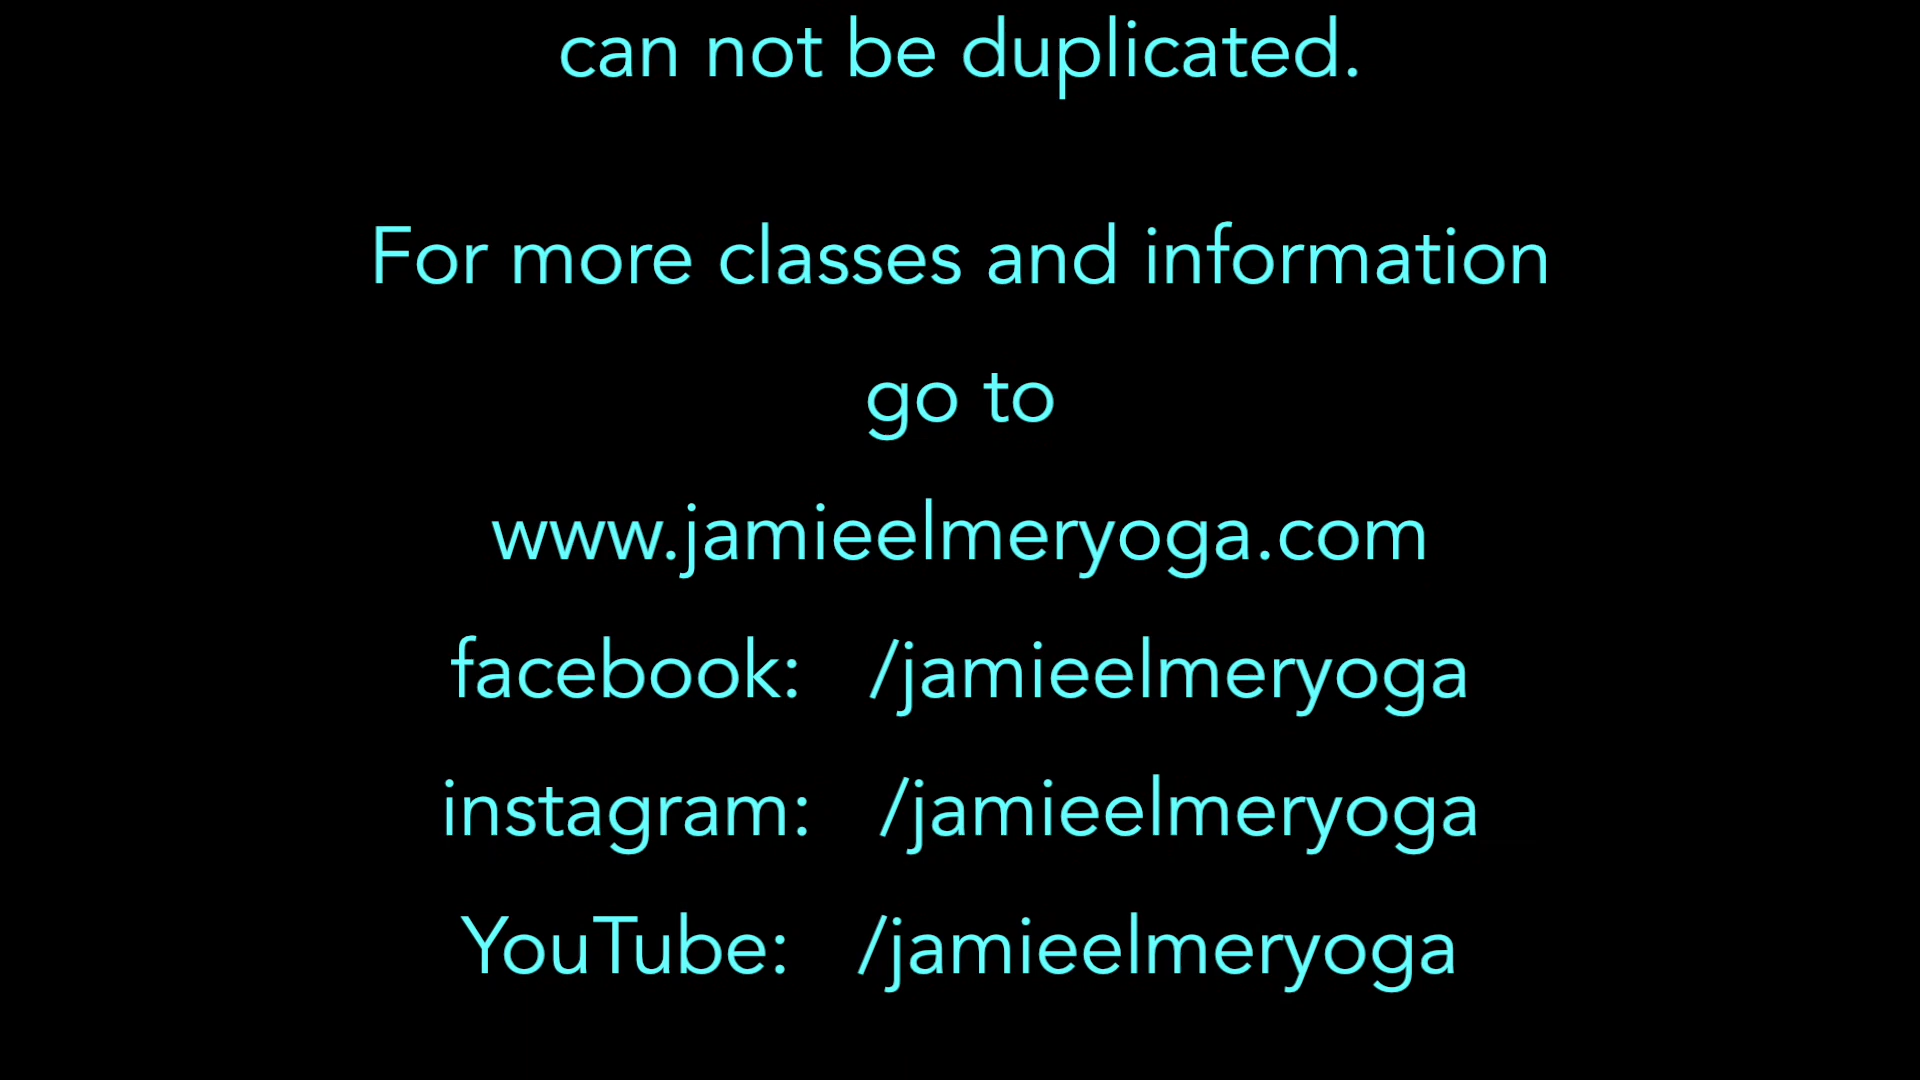 can not be duplicated.
For more classes and information
go to
www.jamieelmeryoga.com
facebook: /jamieelmeryoga
instagram: /jamieelmeryoga
YouTube: /jamieelmeryoga